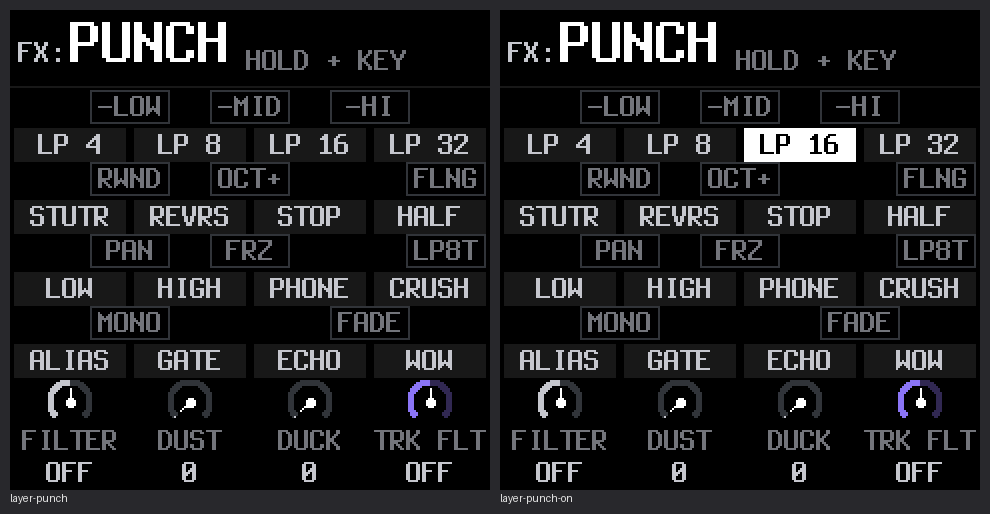 FX:PUNCH HOLD + KEY
-LOW -MID -HI
LP 4 LP 8 LP 16 LP 32
RWND OCT+ FLNG
STUTR REVRS STOP HALF
PAN FRZ LP8T
LOW HIGH PHONE CRUSH
MONO FADE
ALIAS GATE ECHO WOW
FILTER DUST DUCK TRK FLT
OFF 0 0 OFF
layer-punch
FX:PUNCH HOLD + KEY
-LOW -MID -HI
LP 4 LP 8 LP 16 LP 32
RWND OCT+ FLNG
STUTR REVRS STOP HALF
PAN FRZ LP8T
LOW HIGH PHONE CRUSH
MONO FADE
ALIAS GATE ECHO WOW
FILTER DUST DUCK TRK FLT
OFF 0 0 OFF
layer-punch-on